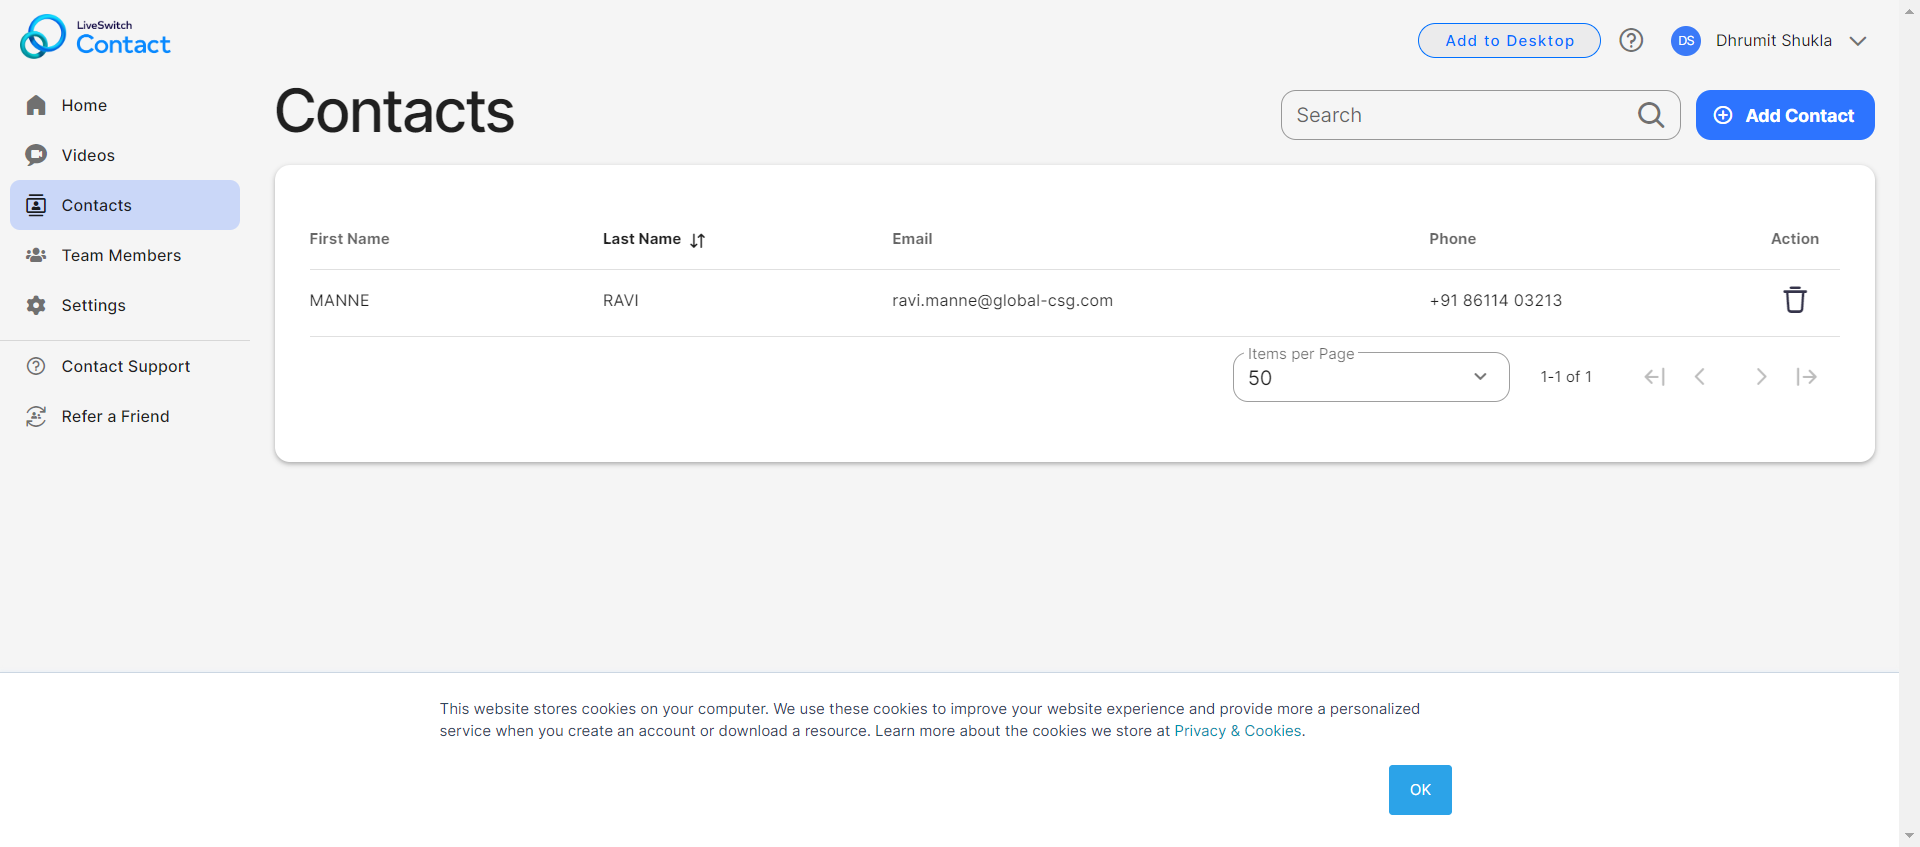 LiveSwitch
Contact
Add to Desktop
DS
Dhrumit Shukla
Home
Videos
Contacts
Team Members
Settings
Contact Support
Refer a Friend
Contacts
Search
Add Contact
First Name Last Name Email Phone Action
MANNE RAVI ravi.manne@global-csg.com +91 86114 03213
Items per Page
50
1-1 of 1
This website stores cookies on your computer. We use these cookies to improve your website experience and provide more a personalized
service when you create an account or download a resource. Learn more about the cookies we store at Privacy & Cookies.
OK